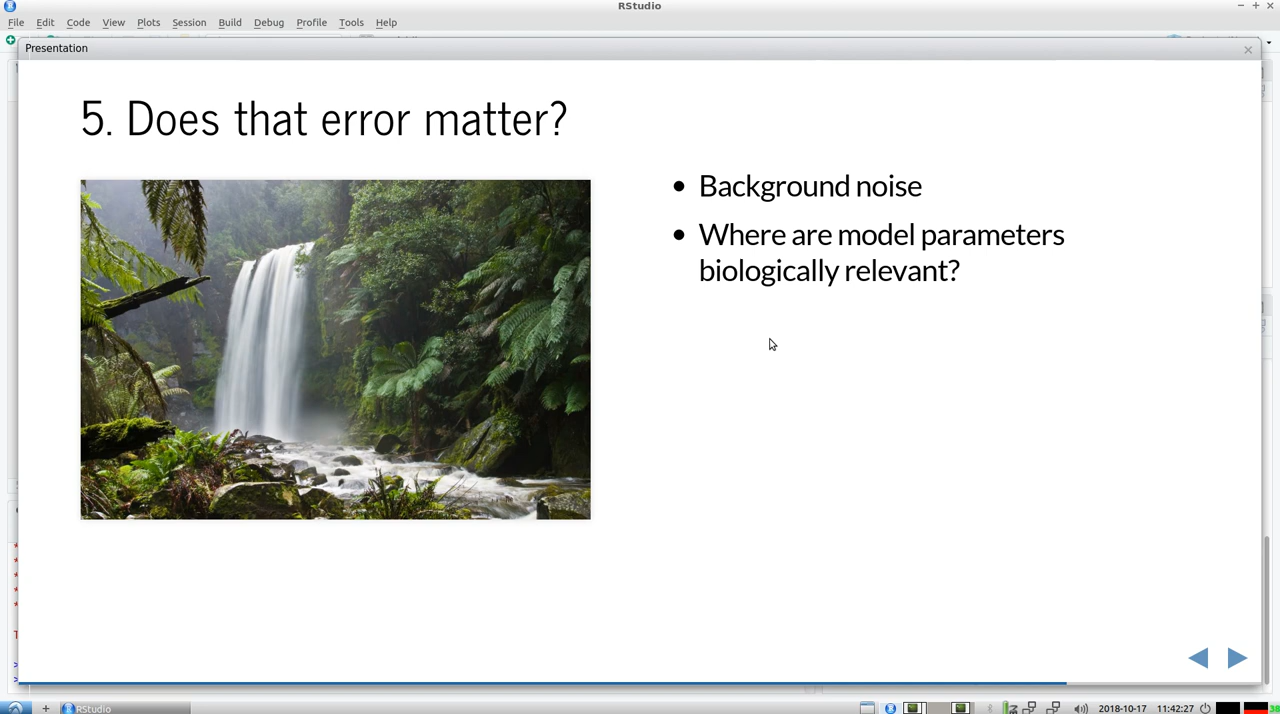 RStudio
File Edit Code View Plots Session Build Debug Profile Tools Help
Presentation
5. Does that error matter?
Background noise
Where are model parameters
biologically relevant?
RStudio
2018-10-17 11:42:27
38